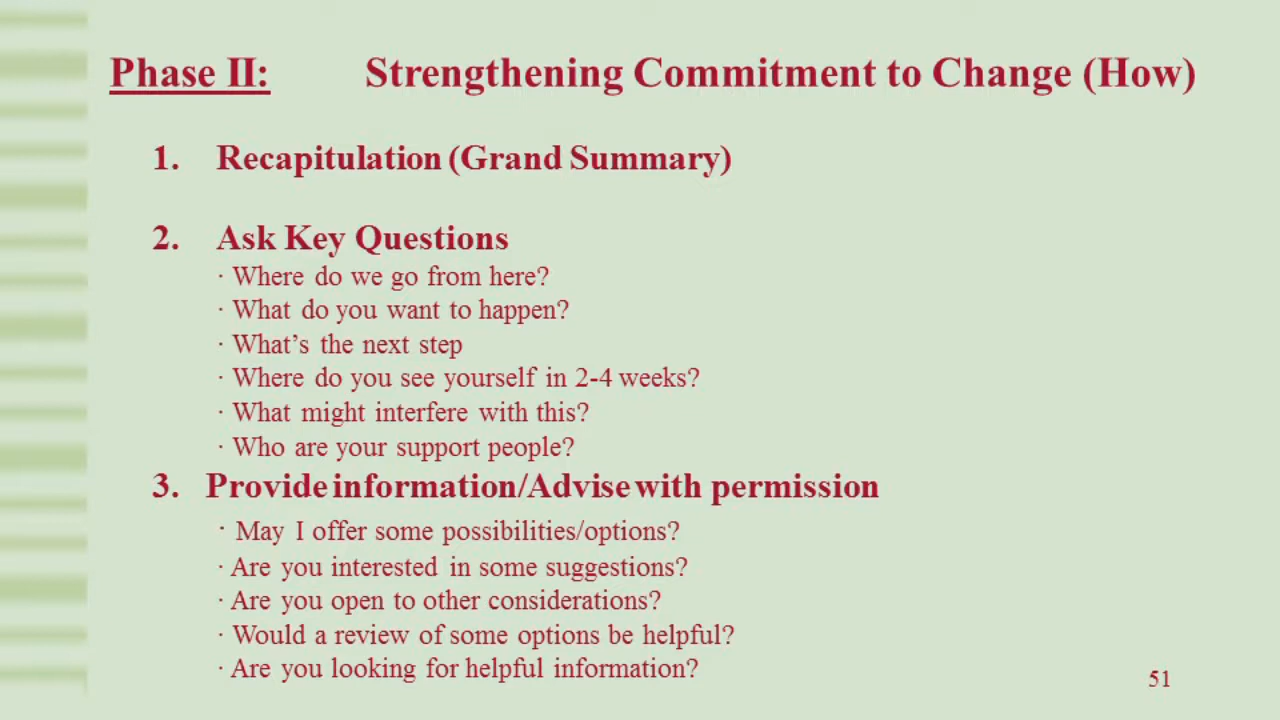 Phase II: Strengthening Commitment to Change (How)
1. Recapitulation (Grand Summary)
2. Ask Key Questions
· Where do we go from here?
· What do you want to happen?
· What’s the next step
· Where do you see yourself in 2-4 weeks?
· What might interfere with this?
· Who are your support people?
3. Provide information/Advise with permission
· May I offer some possibilities/options?
· Are you interested in some suggestions?
· Are you open to other considerations?
· Would a review of some options be helpful?
· Are you looking for helpful information?
51